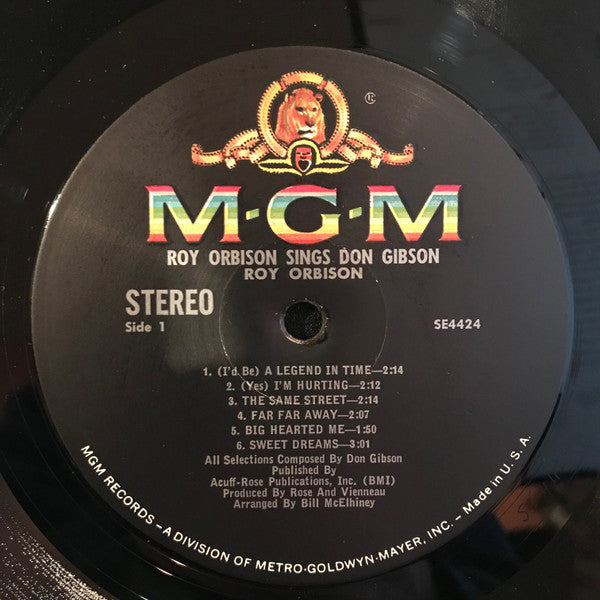 ®
M·G·M
ROY ORBISON SINGS DON GIBSON
ROY ORBISON
STEREO
Side 1
SE4424
1. (I'd Be) A LEGEND IN TIME—2:14
2. (Yes) I'M HURTING—2:12
3. THE SAME STREET—2:14
4. FAR FAR AWAY—2:07
5. BIG HEARTED ME—1:50
6. SWEET DREAMS—3:01
All Selections Composed By Don Gibson
Published By
Acuff-Rose Publications, Inc. (BMI)
Produced By Rose And Vienneau
Arranged By Bill McElhiney
MGM RECORDS – A DIVISION OF METRO-GOLDWYN-MAYER, INC. – Made in U.S.A.